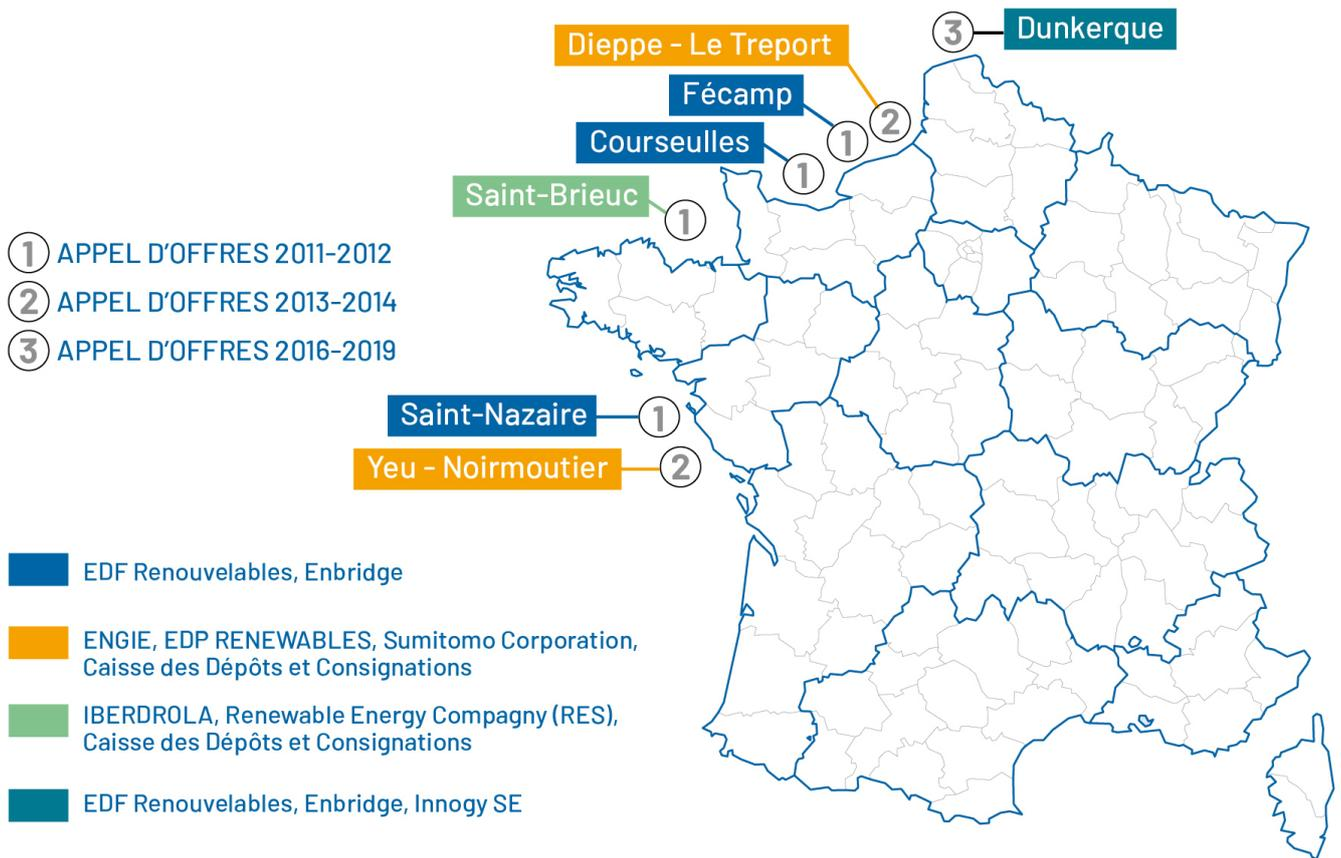 3 Dunkerque
Dieppe - Le Treport
2
Fécamp
1
Courseulles
1
Saint-Brieuc
1
1 APPEL D'OFFRES 2011-2012
2 APPEL D'OFFRES 2013-2014
3 APPEL D'OFFRES 2016-2019
Saint-Nazaire 1
Yeu - Noirmoutier 2
EDF Renouvelables, Enbridge
ENGIE, EDP RENEWABLES, Sumitomo Corporation,
Caisse des Dépôts et Consignations
IBERDROLA, Renewable Energy Compagny (RES),
Caisse des Dépôts et Consignations
EDF Renouvelables, Enbridge, Innogy SE